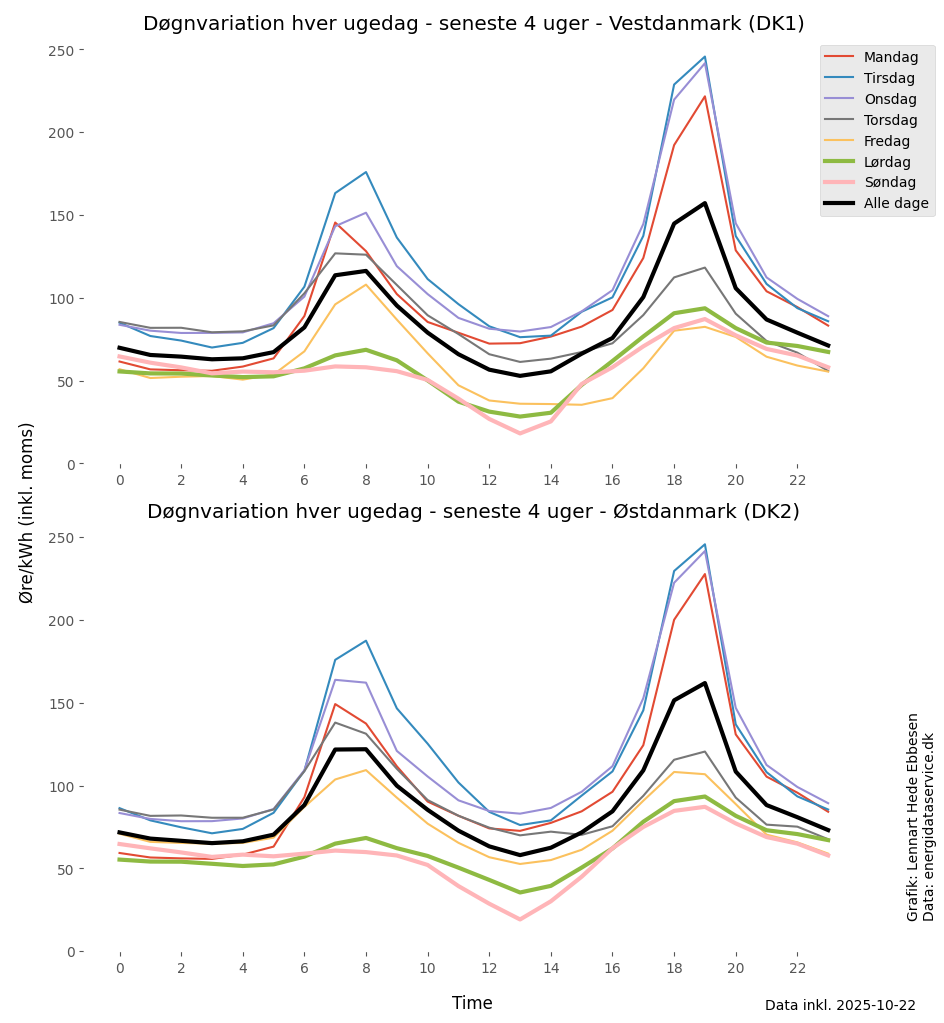 Døgnvariation hver ugedag - seneste 4 uger - Vestdanmark (DK1)
250
200
150
100
50
0
0 2 4 6 8 10 12 14 16 18 20 22
Mandag
Tirsdag
Onsdag
Torsdag
Fredag
Lørdag
Søndag
Alle dage
Øre/kWh (inkl. moms)
Døgnvariation hver ugedag - seneste 4 uger - Østdanmark (DK2)
250
200
150
100
50
0
0 2 4 6 8 10 12 14 16 18 20 22
Time
Grafik: Lennart Hede Ebbesen
Data: energidataservice.dk
Data inkl. 2025-10-22